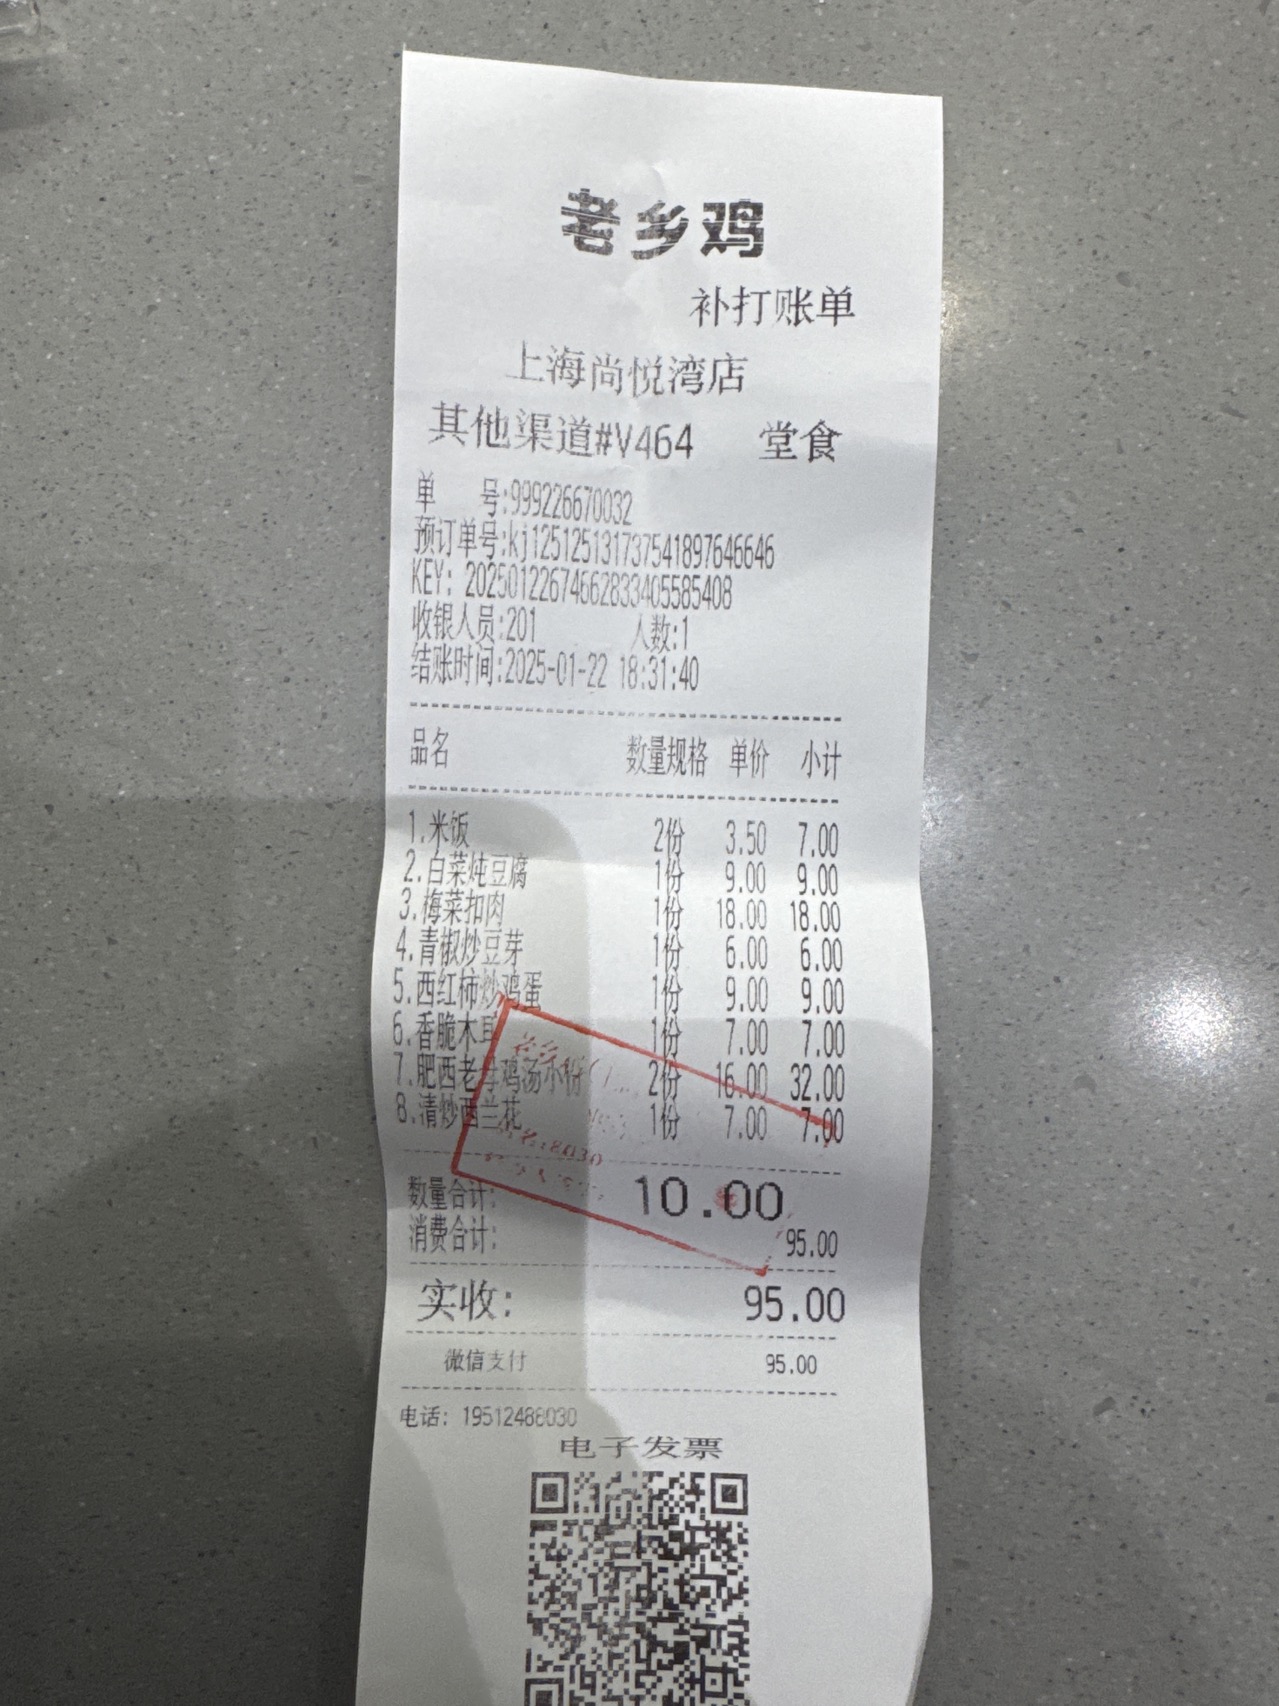 老乡鸡
补打账单
上海尚悦湾店
其他渠道#V464 堂食
单 号:999226670032
预订单号:kj1251251317375418976466​46
KEY: 202501226746628334055​85408
收银人员:201 人数:1
结账时间:2025-01-22 18:31:40
品名 数量规格 单价 小计
1.米饭 2份 3.50 7.00
2.白菜炖豆腐 1份 9.00 9.00
3.梅菜扣肉 1份 18.00 18.00
4.青椒炒豆芽 1份 6.00 6.00
5.西红柿炒鸡蛋 1份 9.00 9.00
6.香脆木耳 1份 7.00 7.00
7.肥西老母鸡汤小份 2份 16.00 32.00
8.清炒西兰花 1份 7.00 7.00
数量合计: 10.00
消费合计: 95.00
实收: 95.00
微信支付 95.00
电话: 19512488030
电子发票